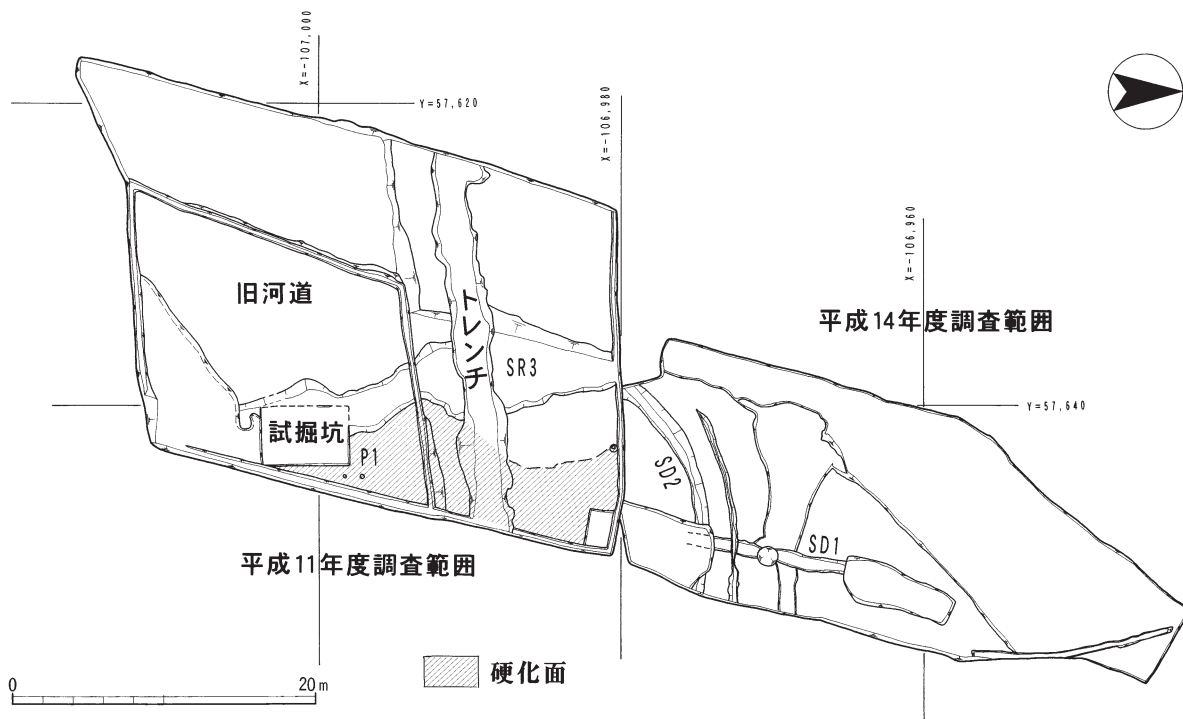 X=-107,000
Y=57,620
X=-106,980
X=-106,960
旧河道
トレンチ
平成14年度調査範囲
SR3
Y=57,640
試掘坑
P1
SD2
SD1
平成11年度調査範囲
硬化面
0 20m